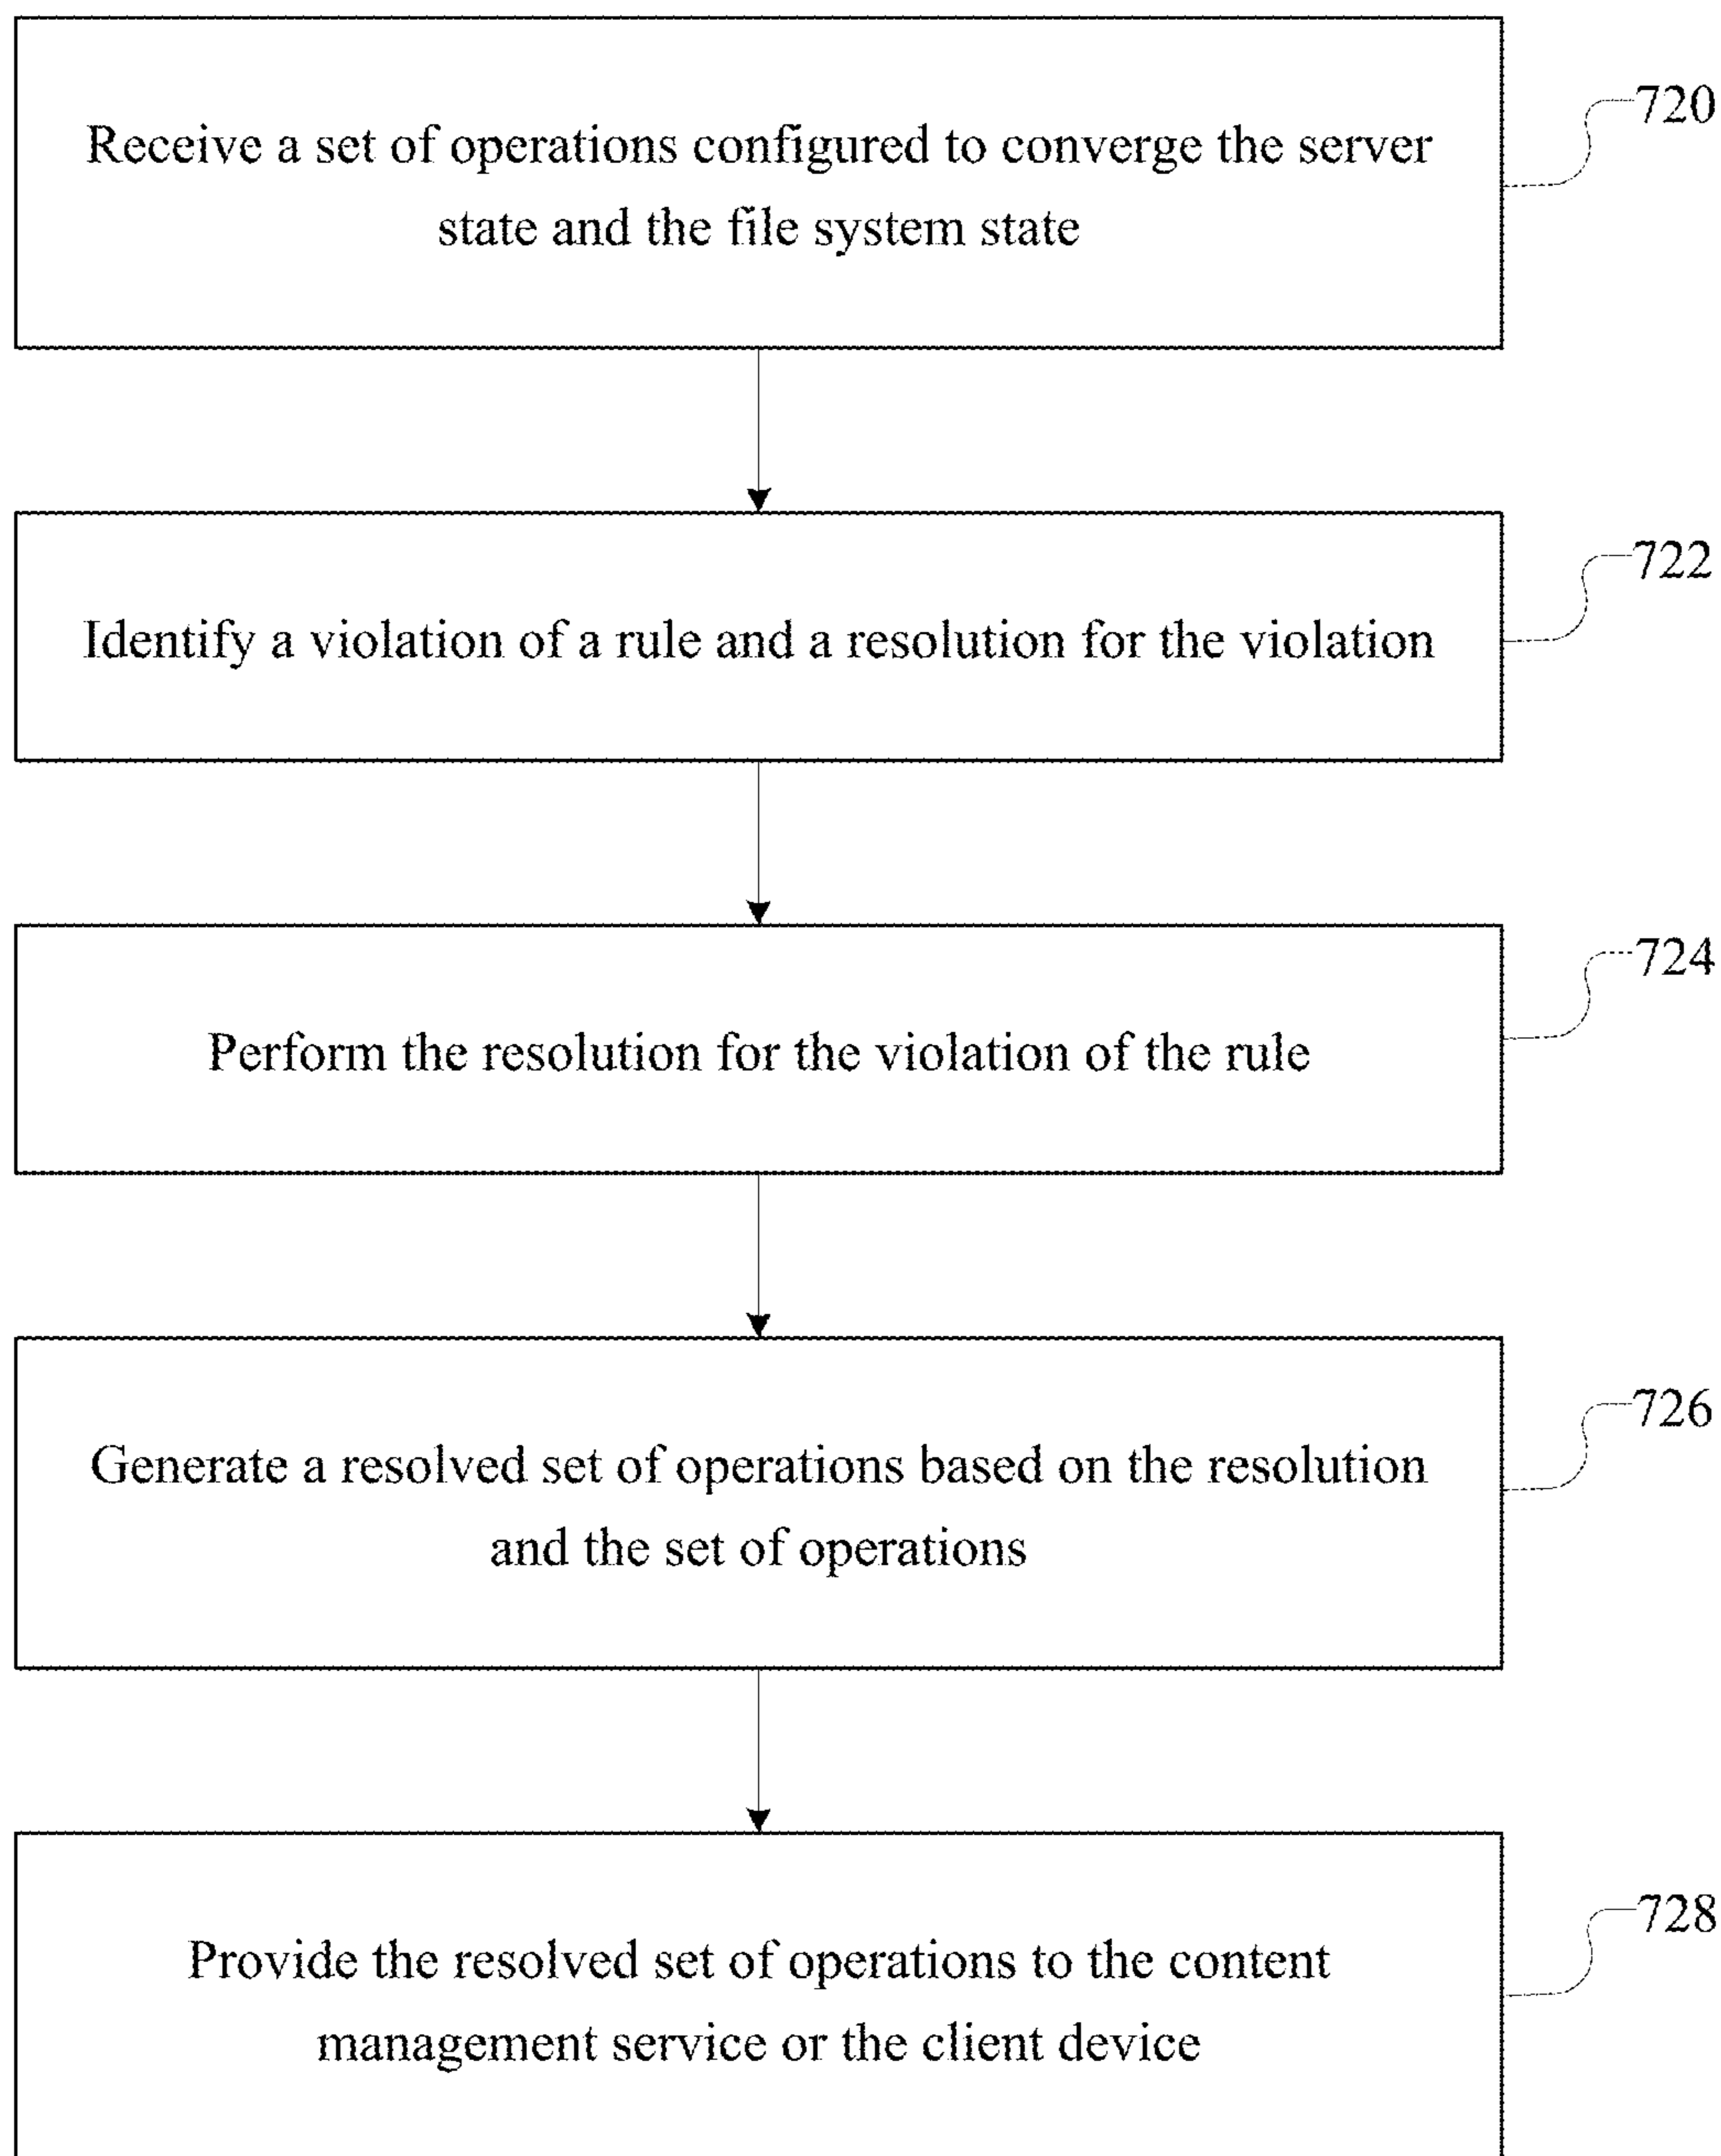 Receive a set of operations configured to converge the server
state and the file system state
720
Identify a violation of a rule and a resolution for the violation
722
Perform the resolution for the violation of the rule
724
Generate a resolved set of operations based on the resolution
and the set of operations
726
Provide the resolved set of operations to the content
management service or the client device
728